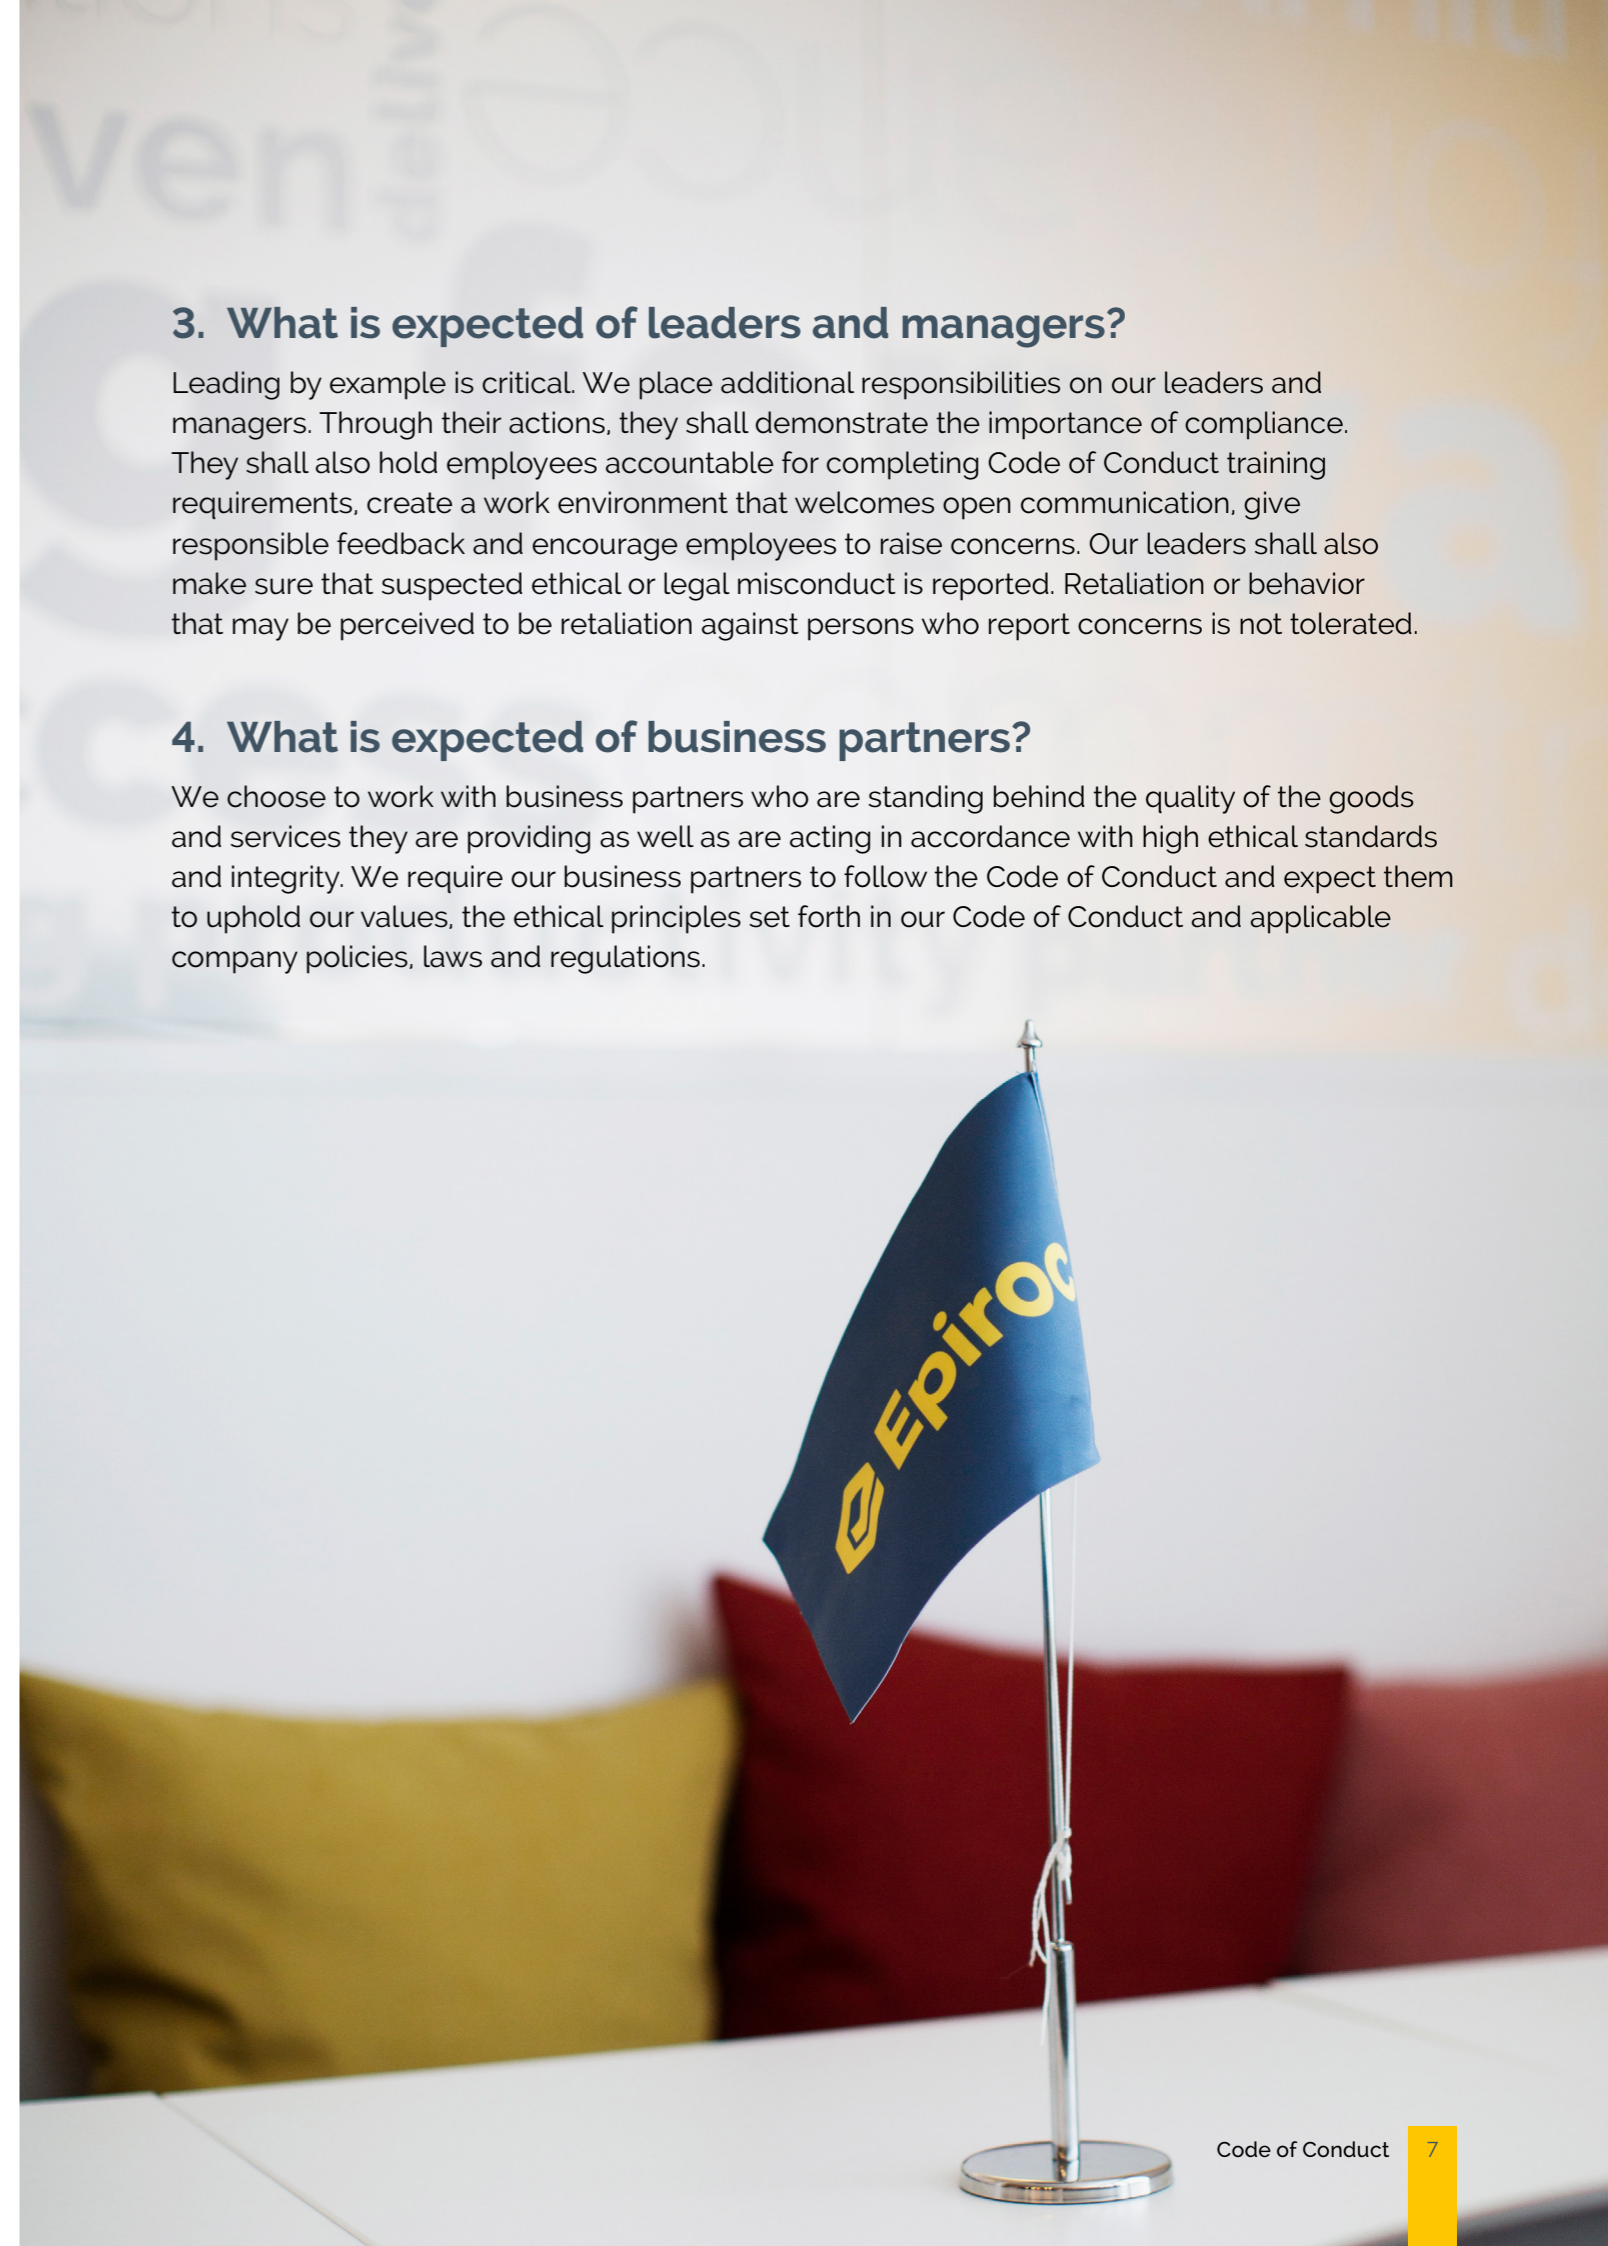 ven
delive
3. What is expected of leaders and managers?
Leading by example is critical. We place additional responsibilities on our leaders and
managers. Through their actions, they shall demonstrate the importance of compliance.
They shall also hold employees accountable for completing Code of Conduct training
requirements, create a work environment that welcomes open communication, give
responsible feedback and encourage employees to raise concerns. Our leaders shall also
make sure that suspected ethical or legal misconduct is reported. Retaliation or behavior
that may be perceived to be retaliation against persons who report concerns is not tolerated.
4. What is expected of business partners?
We choose to work with business partners who are standing behind the quality of the goods
and services they are providing as well as are acting in accordance with high ethical standards
and integrity. We require our business partners to follow the Code of Conduct and expect them
to uphold our values, the ethical principles set forth in our Code of Conduct and applicable
company policies, laws and regulations.
Epiroc
Code of Conduct 7